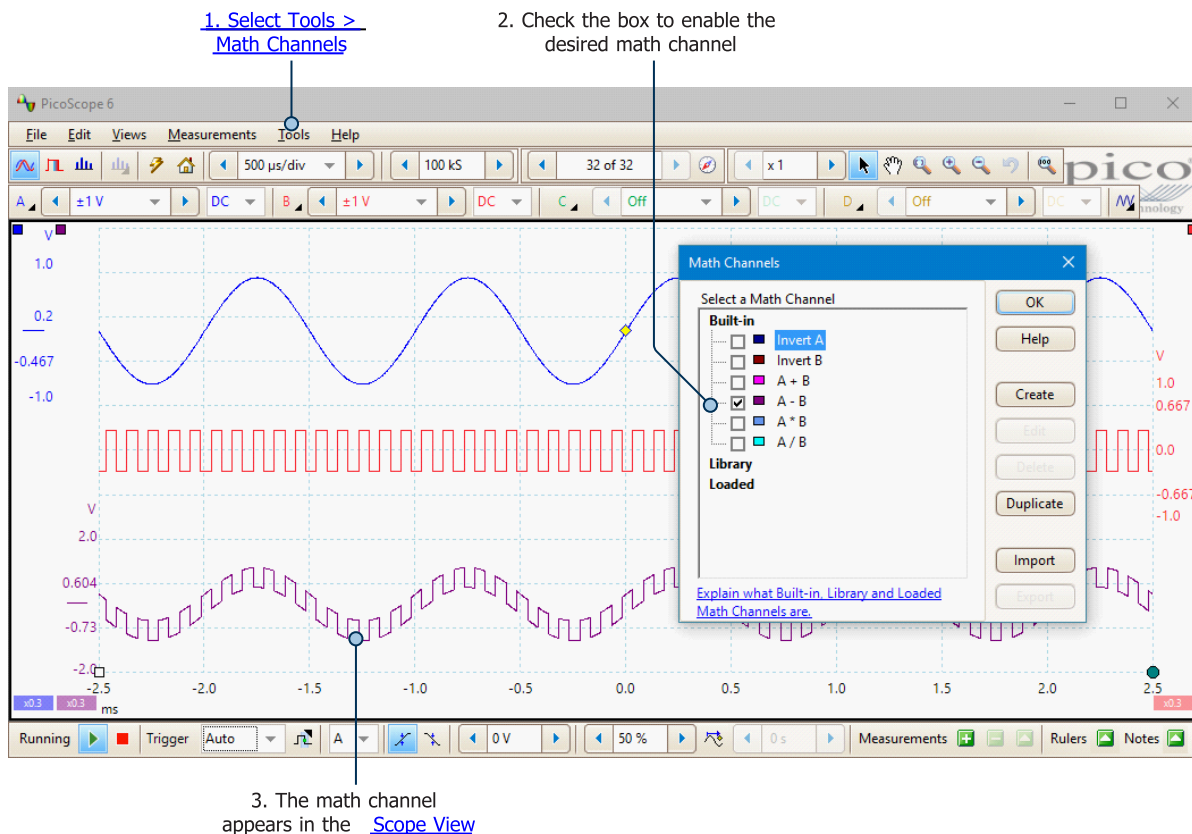 1. Select Tools >
Math Channels
2. Check the box to enable the
desired math channel
PicoScope 6
File Edit Views Measurements Tools Help
500 µs/div 100 kS 32 of 32 x 1
pico
nology
A ±1 V DC B ±1 V DC C Off DC D Off DC
V
1.0
0.2
-0.467
-1.0
V
2.0
0.604
-0.73
-2.0
Math Channels
Select a Math Channel
Built-in
Invert A
Invert B
A + B
A - B
A * B
A / B
Library
Loaded
Explain what Built-in, Library and Loaded
Math Channels are.
OK
Help
Create
Edit
Delete
Duplicate
Import
Export
V
1.0
0.667
0.0
-0.667
-1.0
-2.5 -2.0 -1.5 -1.0 -0.5 0.0 0.5 1.0 1.5 2.0 2.5
x0.3 x0.3 ms x0.3
Running Trigger Auto A 0 V 50 % 0 s Measurements Rulers Notes
3. The math channel
appears in the Scope View